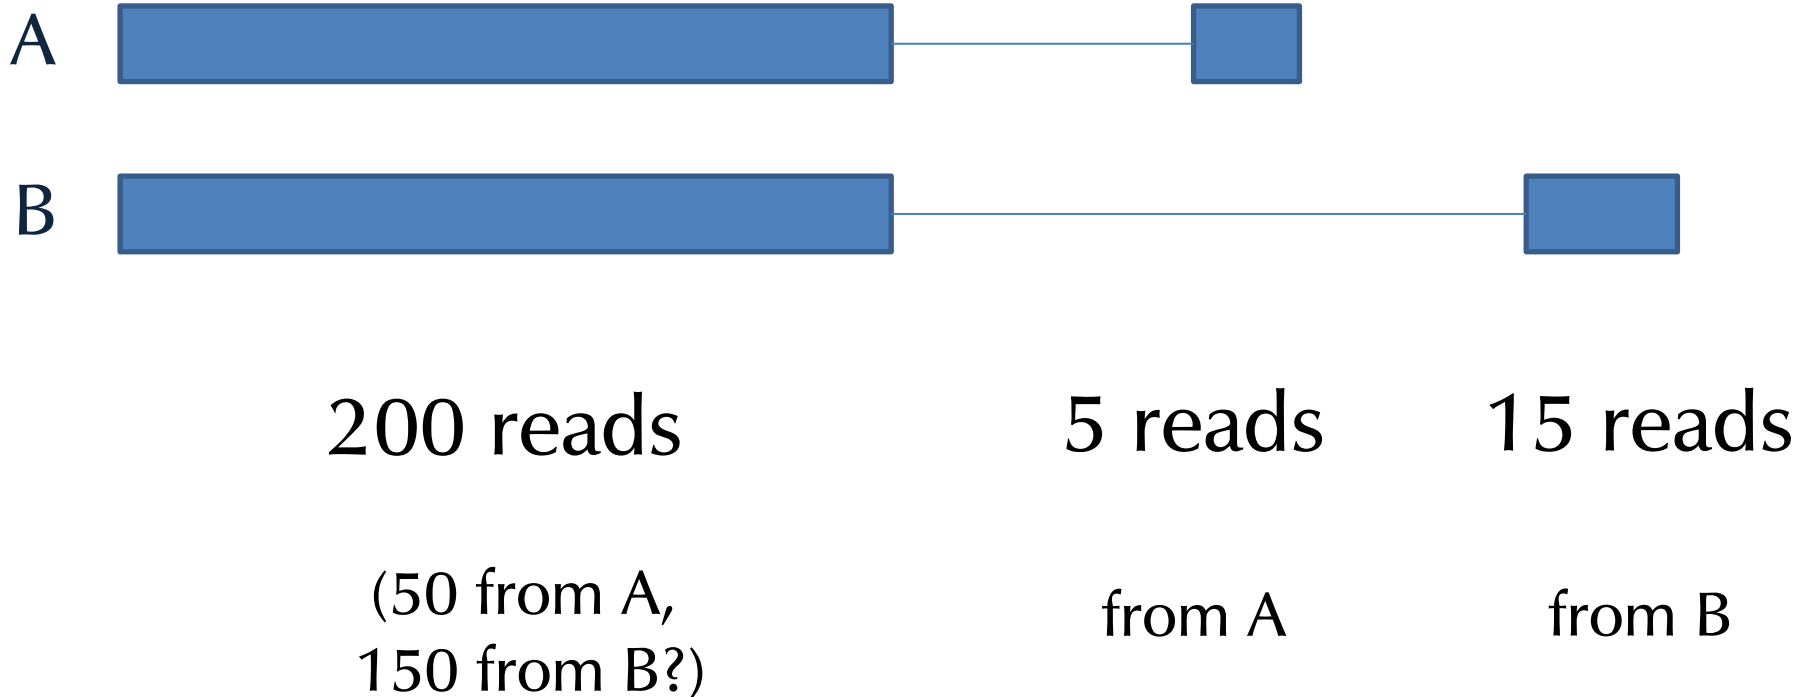 A
B
200 reads
5 reads
15 reads
(50 from A,
150 from B?)
from A
from B